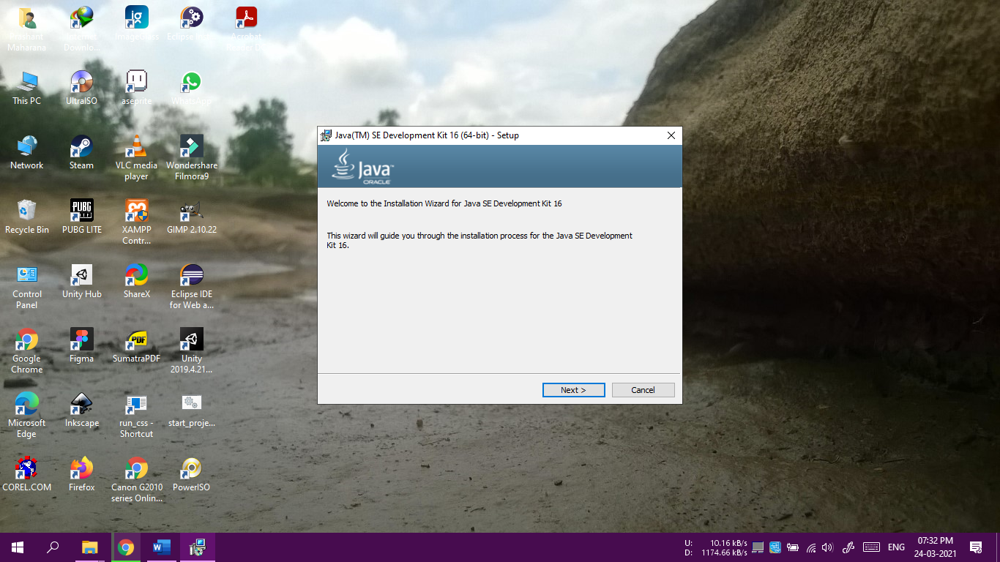 Prashant
Maharana
Internet
Downlo...
ImageGlass
Acrobat
This PC
UltraISO
aseprite
WhatsApp
Network
Steam
VLC media
player
Wondershare
Filmora9
Recycle Bin
PUBG LITE
XAMPP
Contr...
GIMP 2.10.22
Control
Panel
Unity Hub
ShareX
Eclipse IDE
for Web a...
Google
Chrome
Figma
SumatraPDF
Unity
2019.4.21...
Microsoft
Edge
Inkscape
run_css -
Shortcut
start_proje...
COREL.COM
Firefox
Canon G2010
series Onlin...
PowerISO
Java(TM) SE Development Kit 16 (64-bit) - Setup
Java™
ORACLE
Welcome to the Installation Wizard for Java SE Development Kit 16
This wizard will guide you through the installation process for the Java SE Development
Kit 16.
Next >
Cancel
U: 10.16 kB/s
D: 1174.66 kB/s
ENG
07:32 PM
24-03-2021